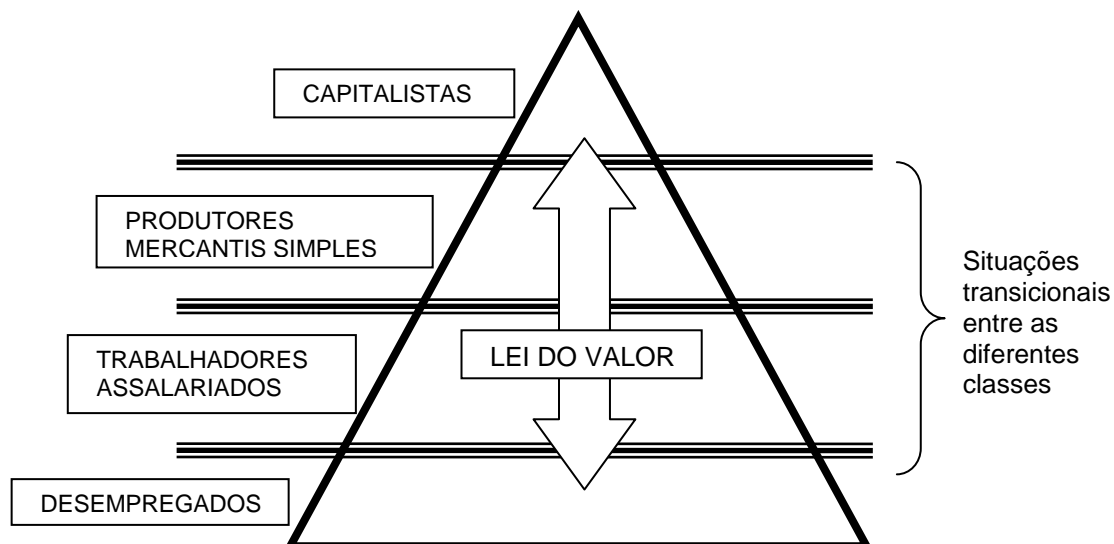 CAPITALISTAS
PRODUTORES
MERCANTIS SIMPLES
Situações
transicionais
entre as
diferentes
classes
TRABALHADORES
ASSALARIADOS
LEI DO VALOR
DESEMPREGADOS